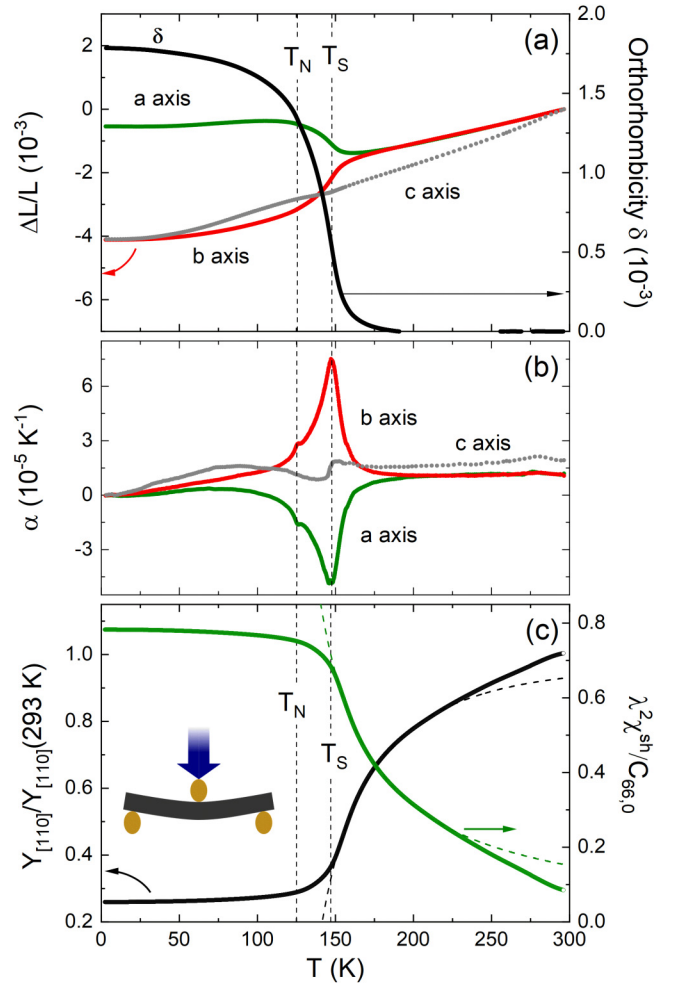 2
0
-2
-4
-6
ΔL/L (10⁻³)
δ
T_N
T_S
(a)
a axis
b axis
c axis
2.0
1.5
1.0
0.5
0.0
Orthorhombicity δ (10⁻³)
6
3
0
-3
α (10⁻⁵ K⁻¹)
(b)
b axis
c axis
a axis
1.0
0.8
0.6
0.4
0.2
Y_[110]/Y_[110](293 K)
(c)
T_N
T_S
0.8
0.6
0.4
0.2
0.0
λ²χ^sh/C_66,0
0
50
100
150
200
250
300
T (K)